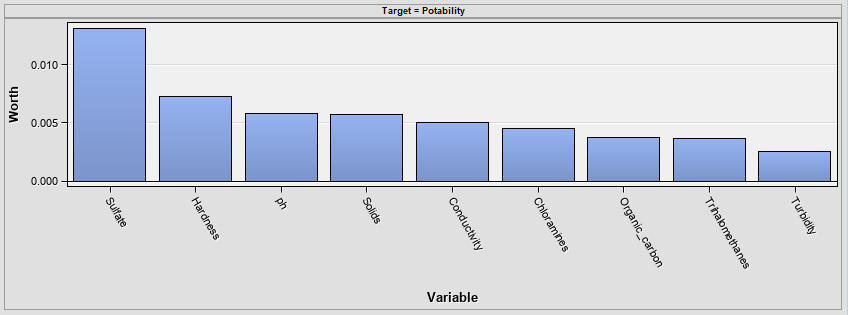 Target = Potability
Worth
0.010
0.005
0.000
Sulfate
Hardness
ph
Solids
Conductivity
Chloramines
Organic_carbon
Trihalomethanes
Turbidity
Variable